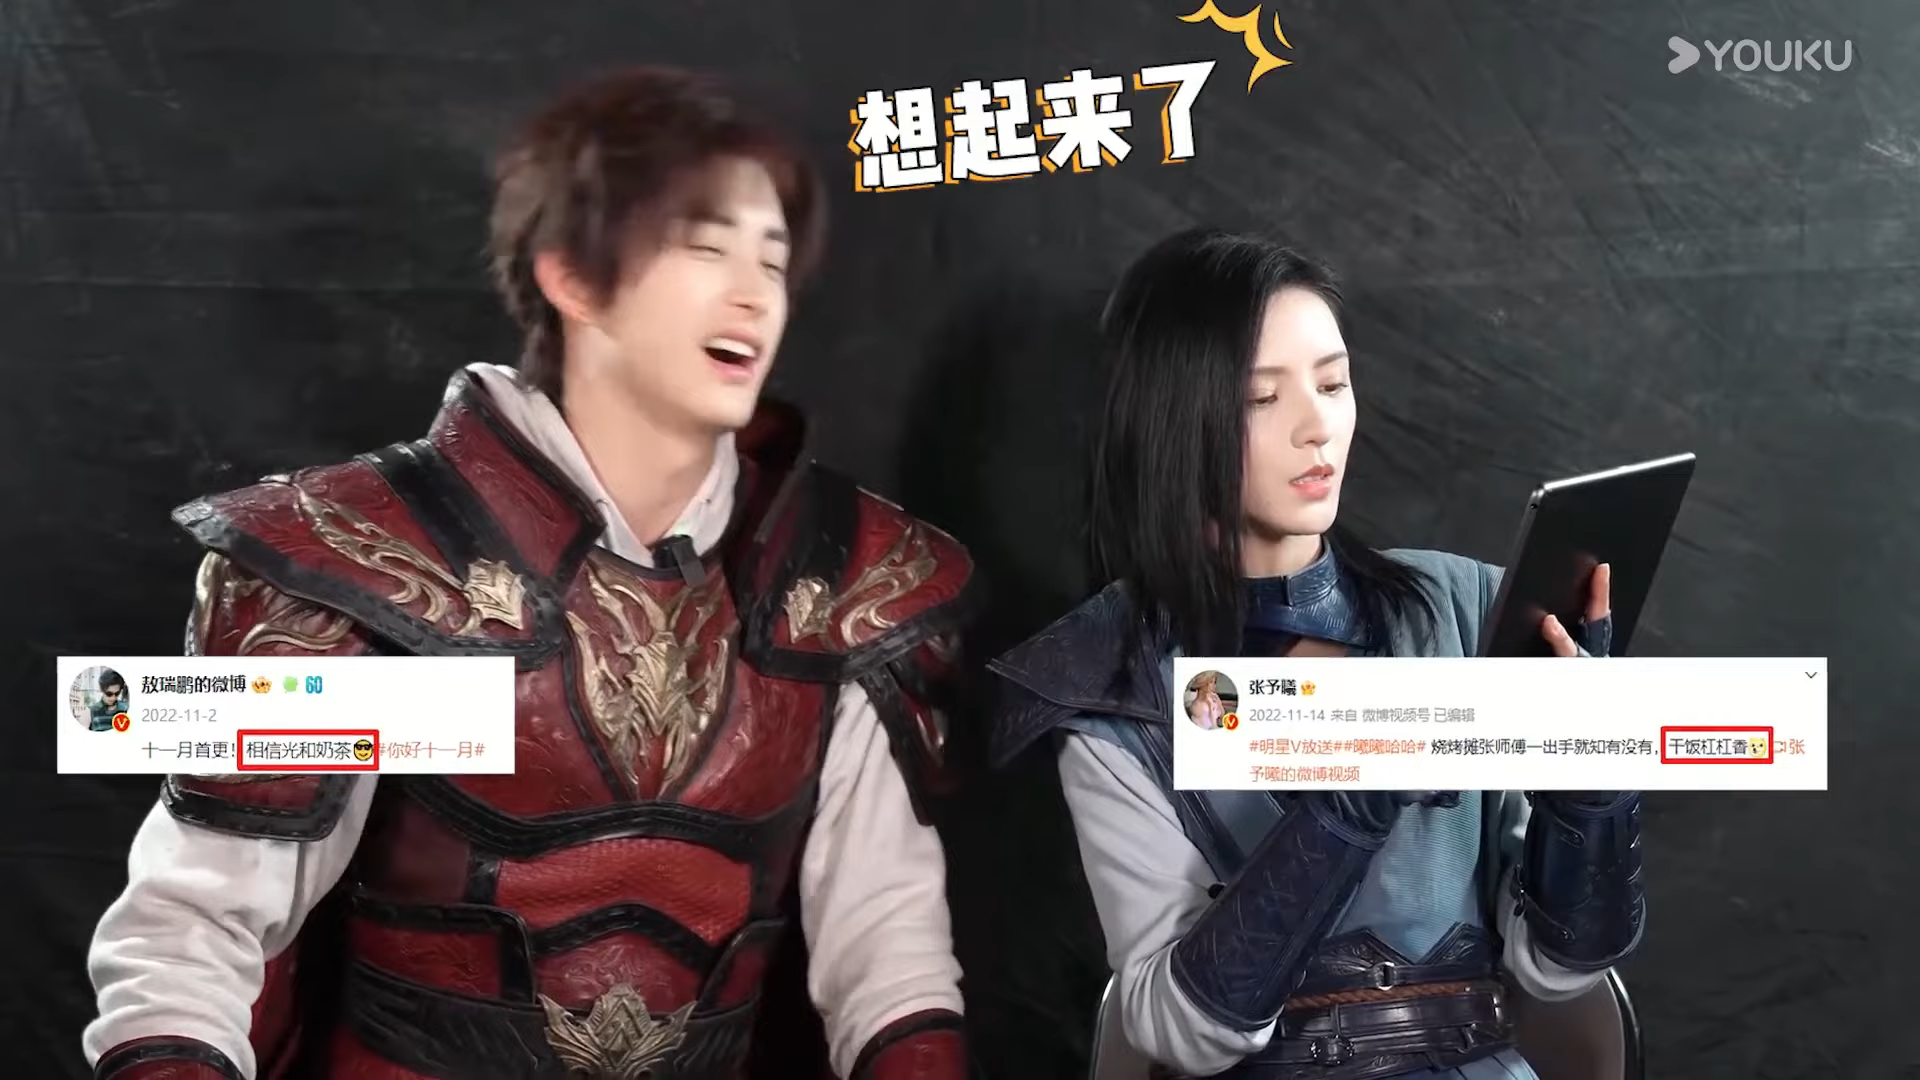 YOUKU
想起来了
敖瑞鹏的微博
2022-11-2
十一月首更！相信光和奶茶😎#你好十一月#
张予曦
2022-11-14 来自 微博视频号 已编辑
#明星V放送##曦曦哈哈# 烧烤摊张师傅一出手就知有没有，干饭杠杠香 张
予曦的微博视频